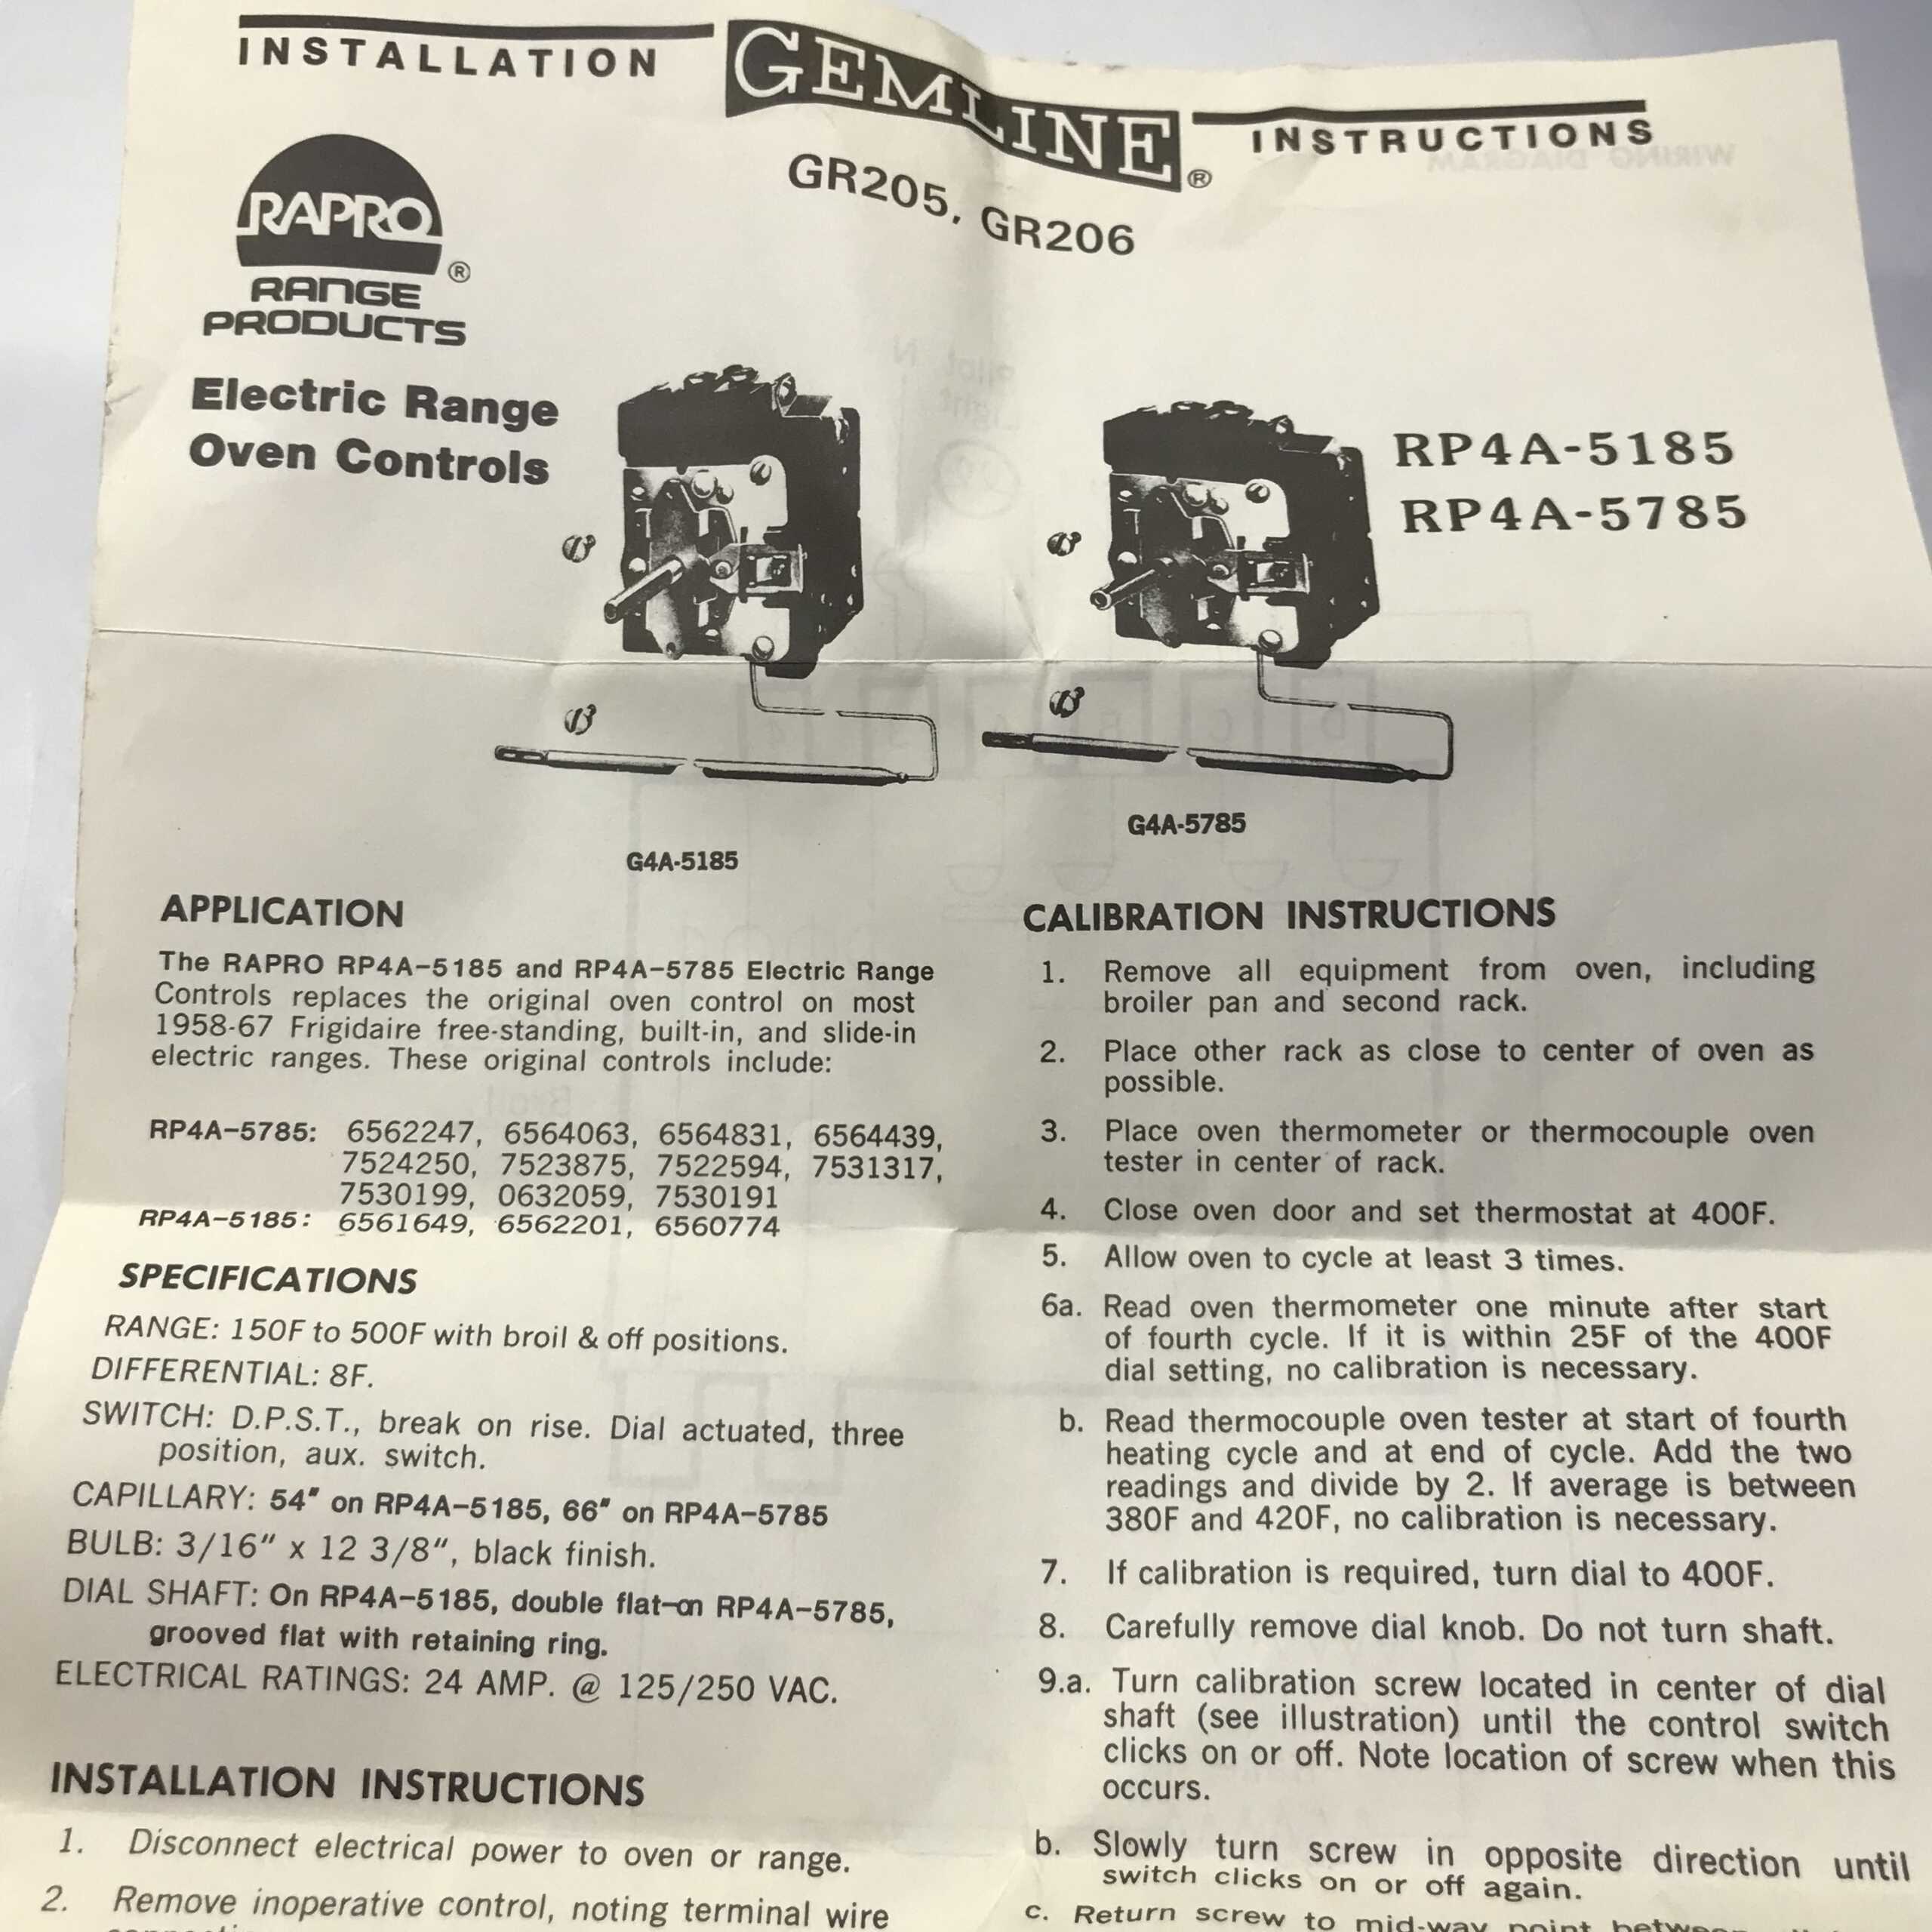 INSTALLATION GEMLINE® INSTRUCTIONS
GR205, GR206
RAPRO®
RANGE
PRODUCTS
Electric Range
Oven Controls
RP4A-5185
RP4A-5785
G4A-5185
G4A-5785
APPLICATION
The RAPRO RP4A-5185 and RP4A-5785 Electric Range
Controls replaces the original oven control on most
1958-67 Frigidaire free-standing, built-in, and slide-in
electric ranges. These original controls include:
RP4A-5785: 6562247, 6564063, 6564831, 6564439,
7524250, 7523875, 7522594, 7531317,
7530199, 0632059, 7530191
RP4A-5185: 6561649, 6562201, 6560774
SPECIFICATIONS
RANGE: 150F to 500F with broil & off positions.
DIFFERENTIAL: 8F.
SWITCH: D.P.S.T., break on rise. Dial actuated, three
position, aux. switch.
CAPILLARY: 54" on RP4A-5185, 66" on RP4A-5785
BULB: 3/16" x 12 3/8", black finish.
DIAL SHAFT: On RP4A-5185, double flat-on RP4A-5785,
grooved flat with retaining ring.
ELECTRICAL RATINGS: 24 AMP. @ 125/250 VAC.
INSTALLATION INSTRUCTIONS
1. Disconnect electrical power to oven or range.
2. Remove inoperative control, noting terminal wire
CALIBRATION INSTRUCTIONS
1. Remove all equipment from oven, including
broiler pan and second rack.
2. Place other rack as close to center of oven as
possible.
3. Place oven thermometer or thermocouple oven
tester in center of rack.
4. Close oven door and set thermostat at 400F.
5. Allow oven to cycle at least 3 times.
6a. Read oven thermometer one minute after start
of fourth cycle. If it is within 25F of the 400F
dial setting, no calibration is necessary.
b. Read thermocouple oven tester at start of fourth
heating cycle and at end of cycle. Add the two
readings and divide by 2. If average is between
380F and 420F, no calibration is necessary.
7. If calibration is required, turn dial to 400F.
8. Carefully remove dial knob. Do not turn shaft.
9.a. Turn calibration screw located in center of dial
shaft (see illustration) until the control switch
clicks on or off. Note location of screw when this
occurs.
b. Slowly turn screw in opposite direction until
switch clicks on or off again.
c. Return screw to mid-way point between